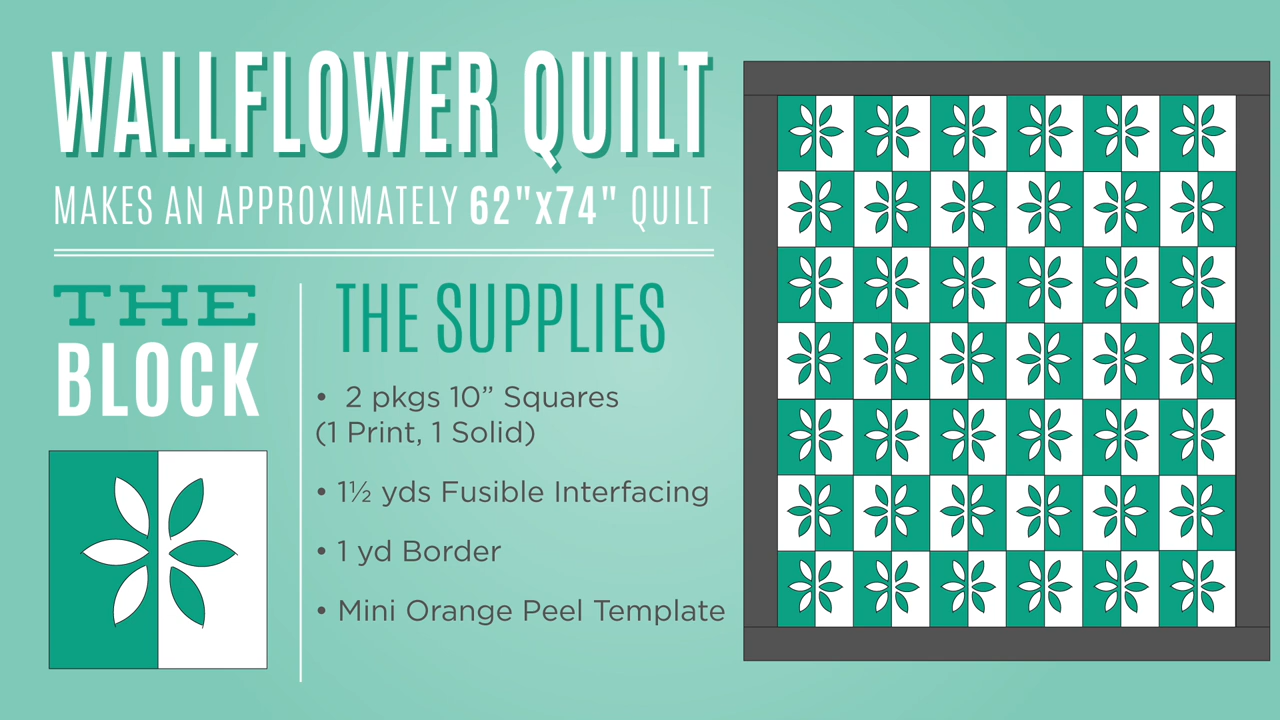 WALLFLOWER QUILT
MAKES AN APPROXIMATELY 62"x74" QUILT
THE
BLOCK
THE SUPPLIES
• 2 pkgs 10” Squares
(1 Print, 1 Solid)
• 1½ yds Fusible Interfacing
• 1 yd Border
• Mini Orange Peel Template